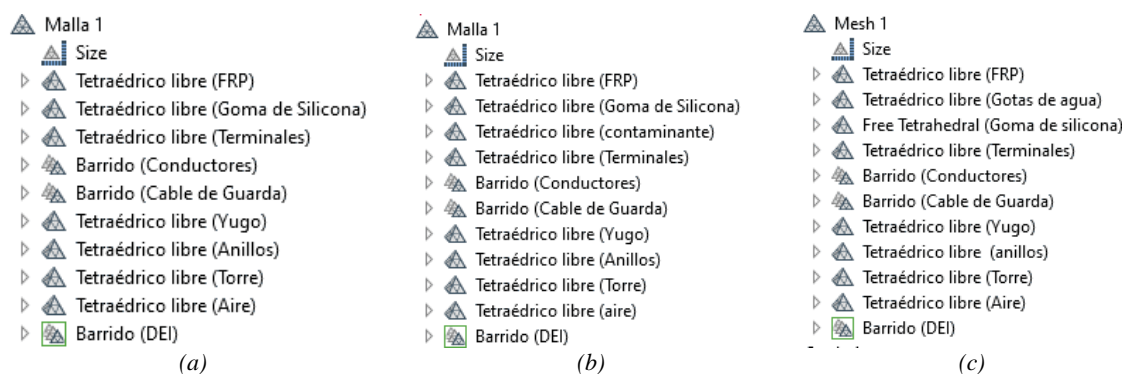 Malla 1
Size
Tetraédrico libre (FRP)
Tetraédrico libre (Goma de Silicona)
Tetraédrico libre (Terminales)
Barrido (Conductores)
Barrido (Cable de Guarda)
Tetraédrico libre (Yugo)
Tetraédrico libre (Anillos)
Tetraédrico libre (Torre)
Tetraédrico libre (Aire)
Barrido (DEI)
(a)
Malla 1
Size
Tetraédrico libre (FRP)
Tetraédrico libre (Goma de Silicona)
Tetraédrico libre (contaminante)
Tetraédrico libre (Terminales)
Barrido (Conductores)
Barrido (Cable de Guarda)
Tetraédrico libre (Yugo)
Tetraédrico libre (Anillos)
Tetraédrico libre (Torre)
Tetraédrico libre (aire)
Barrido (DEI)
(b)
Mesh 1
Size
Tetraédrico libre (FRP)
Tetraédrico libre (Gotas de agua)
Free Tetrahedral (Goma de silicona)
Tetraédrico libre (Terminales)
Barrido (Conductores)
Barrido (Cable de Guarda)
Tetraédrico libre (Yugo)
Tetraédrico libre (anillos)
Tetraédrico libre (Torre)
Tetraédrico libre (Aire)
Barrido (DEI)
(c)